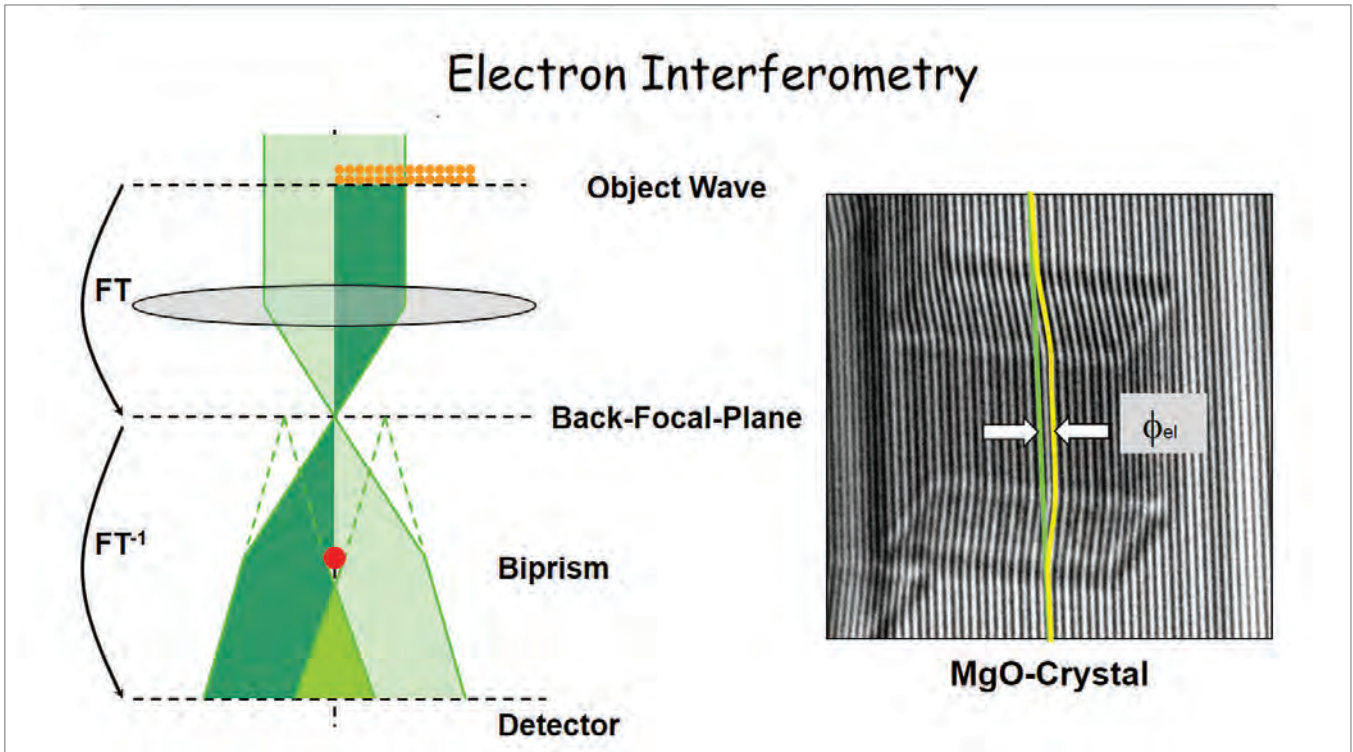 Electron Interferometry
Object Wave
FT
Back-Focal-Plane
ϕel
FT-1
Biprism
MgO-Crystal
Detector